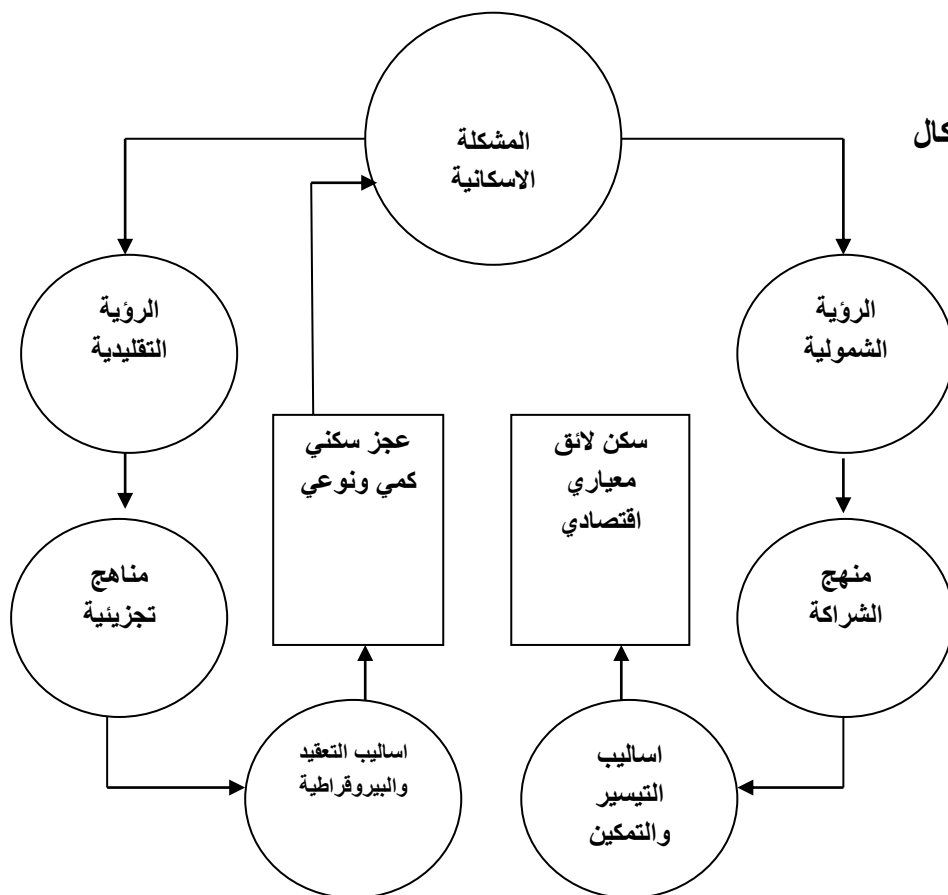 كال
المشكلة
الاسكانية
الرؤية
الشمولية
الرؤية
التقليدية
سكن لائق
معياري
اقتصادي
عجز سكني
كمي ونوعي
منهج
الشراكة
مناهج
تجزيئية
اساليب
التيسير
والتمكين
اساليب التعقيد
والبيروقراطية